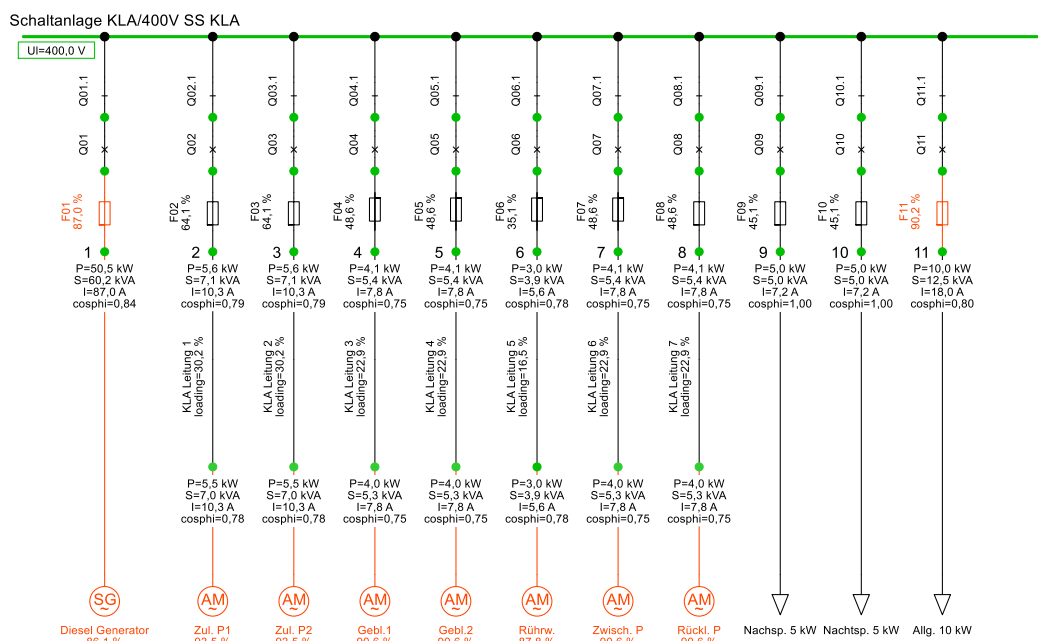 Schaltanlage KLA/400V SS KLA
Ul=400,0 V
Q01.1
Q02.1
Q03.1
Q04.1
Q05.1
Q06.1
Q07.1
Q08.1
Q09.1
Q10.1
Q11.1
Q01
Q02
Q03
Q04
Q05
Q06
Q07
Q08
Q09
Q10
Q11
F01
87,0 %
F02
64,1 %
F03
64,1 %
F04
48,6 %
F05
48,6 %
F06
35,1 %
F07
48,6 %
F08
48,6 %
F09
45,1 %
F10
45,1 %
F11
90,2 %
1
P=50,5 kW
S=60,2 kVA
I=87,0 A
cosphi=0,84
2
P=5,6 kW
S=7,1 kVA
I=10,3 A
cosphi=0,79
3
P=5,6 kW
S=7,1 kVA
I=10,3 A
cosphi=0,79
4
P=4,1 kW
S=5,4 kVA
I=7,8 A
cosphi=0,75
5
P=4,1 kW
S=5,4 kVA
I=7,8 A
cosphi=0,75
6
P=3,0 kW
S=3,9 kVA
I=5,6 A
cosphi=0,78
7
P=4,1 kW
S=5,4 kVA
I=7,8 A
cosphi=0,75
8
P=4,1 kW
S=5,4 kVA
I=7,8 A
cosphi=0,75
9
P=5,0 kW
S=5,0 kVA
I=7,2 A
cosphi=1,00
10
P=5,0 kW
S=5,0 kVA
I=7,2 A
cosphi=1,00
11
P=10,0 kW
S=12,5 kVA
I=18,0 A
cosphi=0,80
KLA Leitung 1
loading=30,2 %
KLA Leitung 2
loading=30,2 %
KLA Leitung 3
loading=22,9 %
KLA Leitung 4
loading=22,9 %
KLA Leitung 5
loading=16,5 %
KLA Leitung 6
loading=22,9 %
KLA Leitung 7
loading=22,9 %
P=5,5 kW
S=7,0 kVA
I=10,3 A
cosphi=0,78
P=5,5 kW
S=7,0 kVA
I=10,3 A
cosphi=0,78
P=4,0 kW
S=5,3 kVA
I=7,8 A
cosphi=0,75
P=4,0 kW
S=5,3 kVA
I=7,8 A
cosphi=0,75
P=3,0 kW
S=3,9 kVA
I=5,6 A
cosphi=0,78
P=4,0 kW
S=5,3 kVA
I=7,8 A
cosphi=0,75
P=4,0 kW
S=5,3 kVA
I=7,8 A
cosphi=0,75
SG
~
AM
~
AM
~
AM
~
AM
~
AM
~
AM
~
AM
~
Diesel Generator
Zul. P1
Zul. P2
Gebl.1
Gebl.2
Rührw.
Zwisch. P
Rückl. P
Nachsp. 5 kW
Nachtsp. 5 kW
Allg. 10 kW